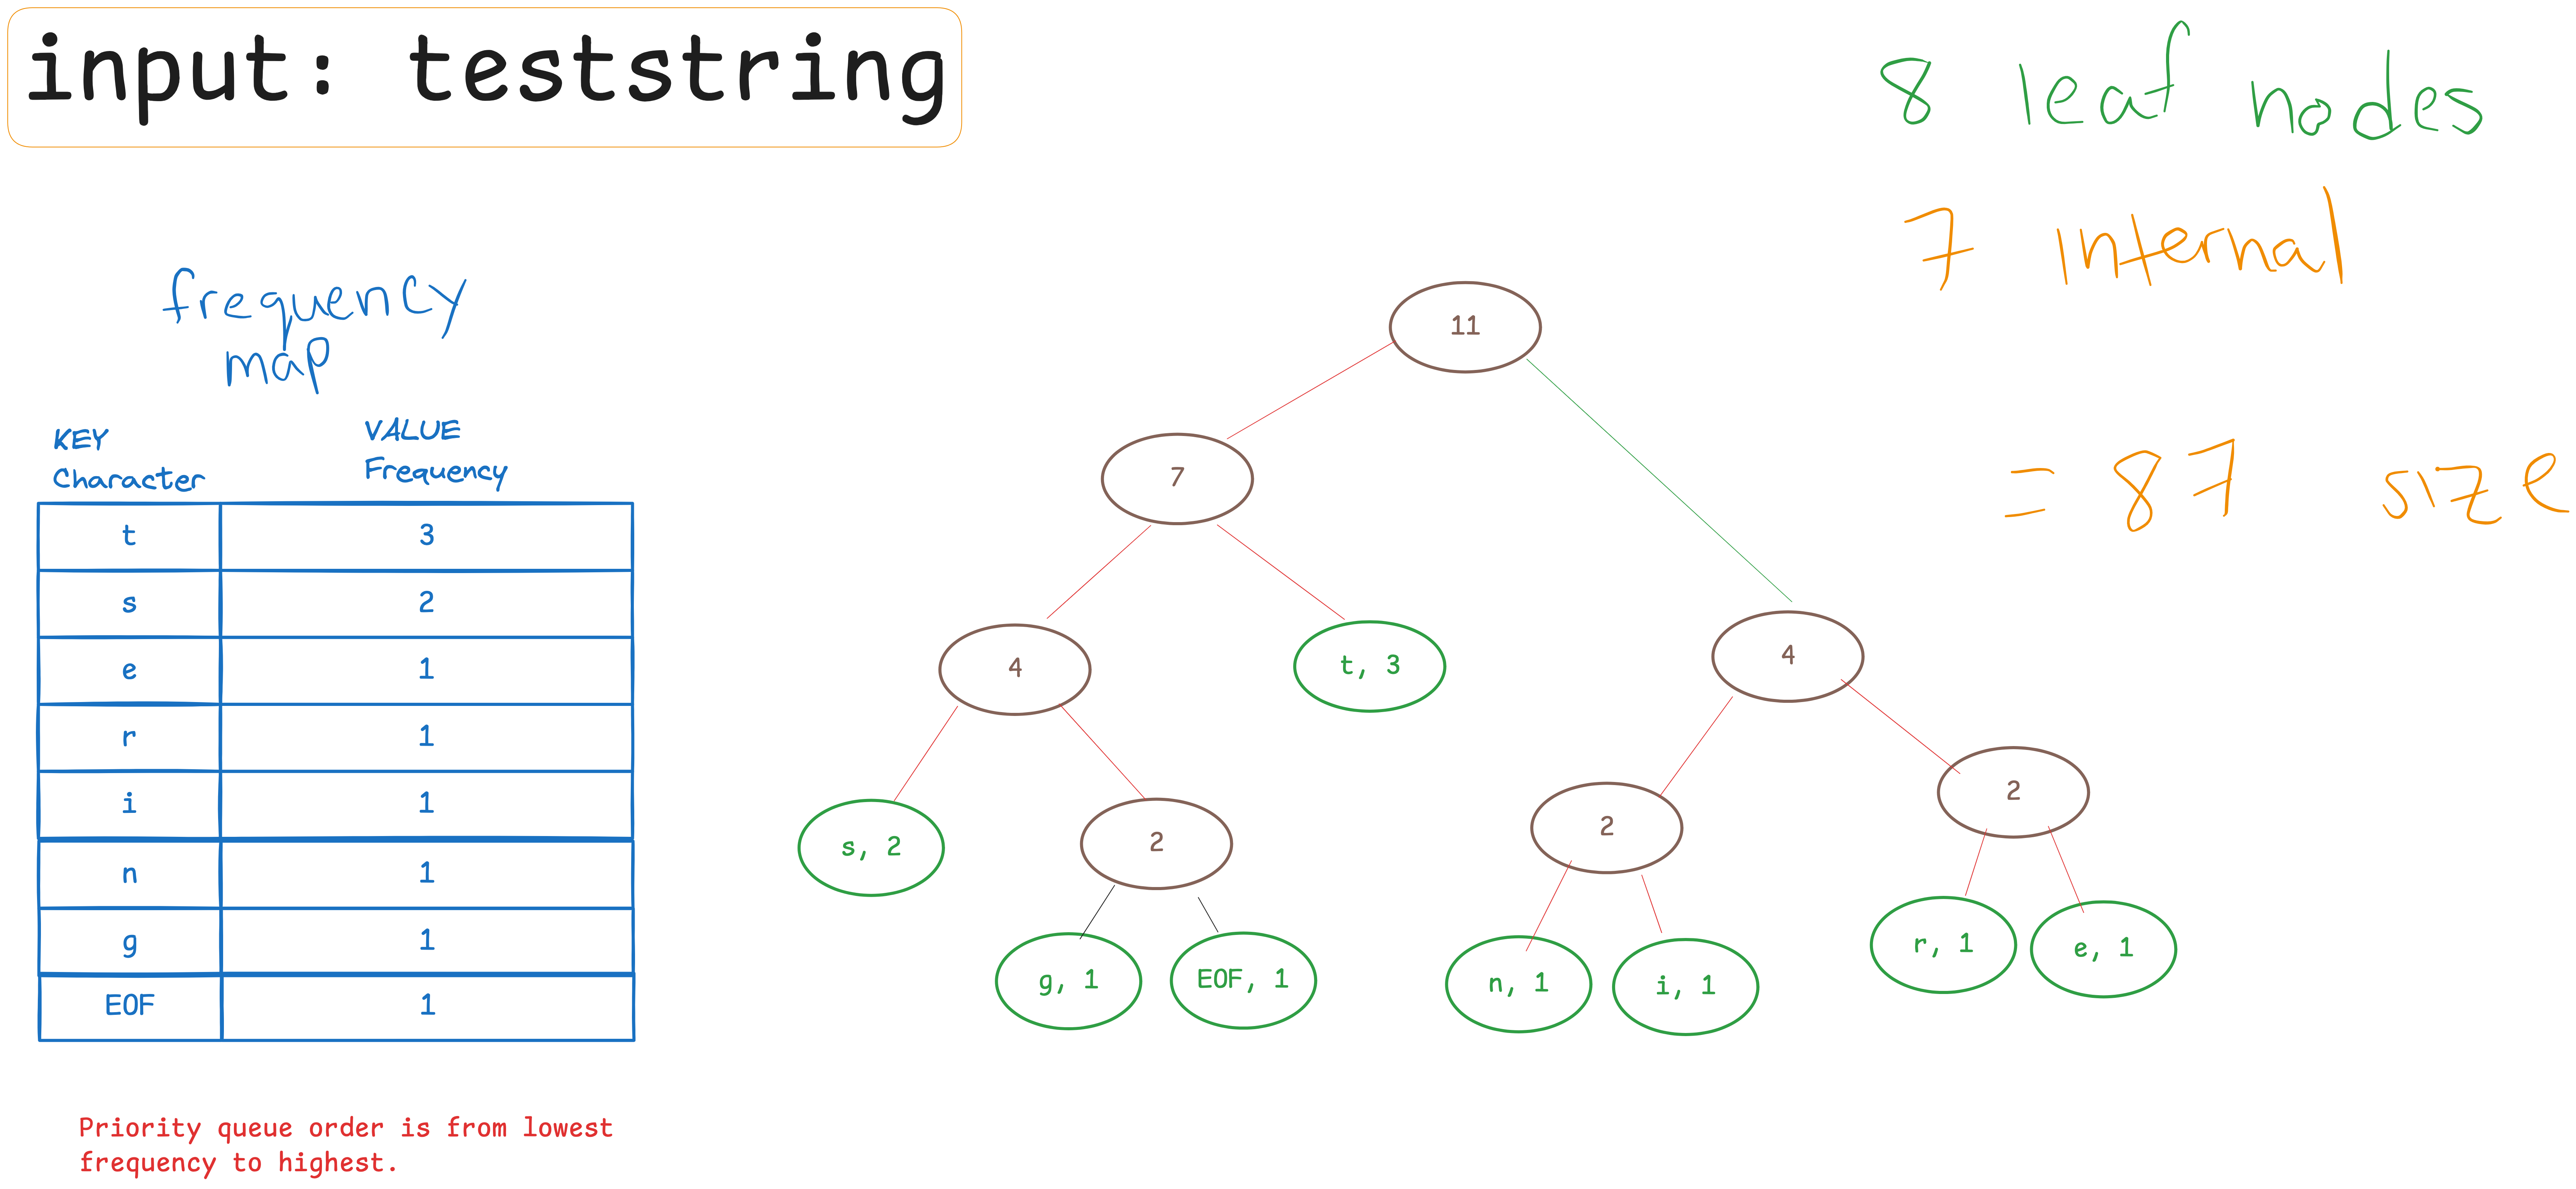 input: teststring
8 leaf nodes
7 internal
= 87 size
frequency
map
KEY
Character
VALUE
Frequency
t 3
s 2
e 1
r 1
i 1
n 1
g 1
EOF 1
11
7
4
t, 3
4
s, 2
2
2
2
g, 1
EOF, 1
n, 1
i, 1
r, 1
e, 1
Priority queue order is from lowest
frequency to highest.